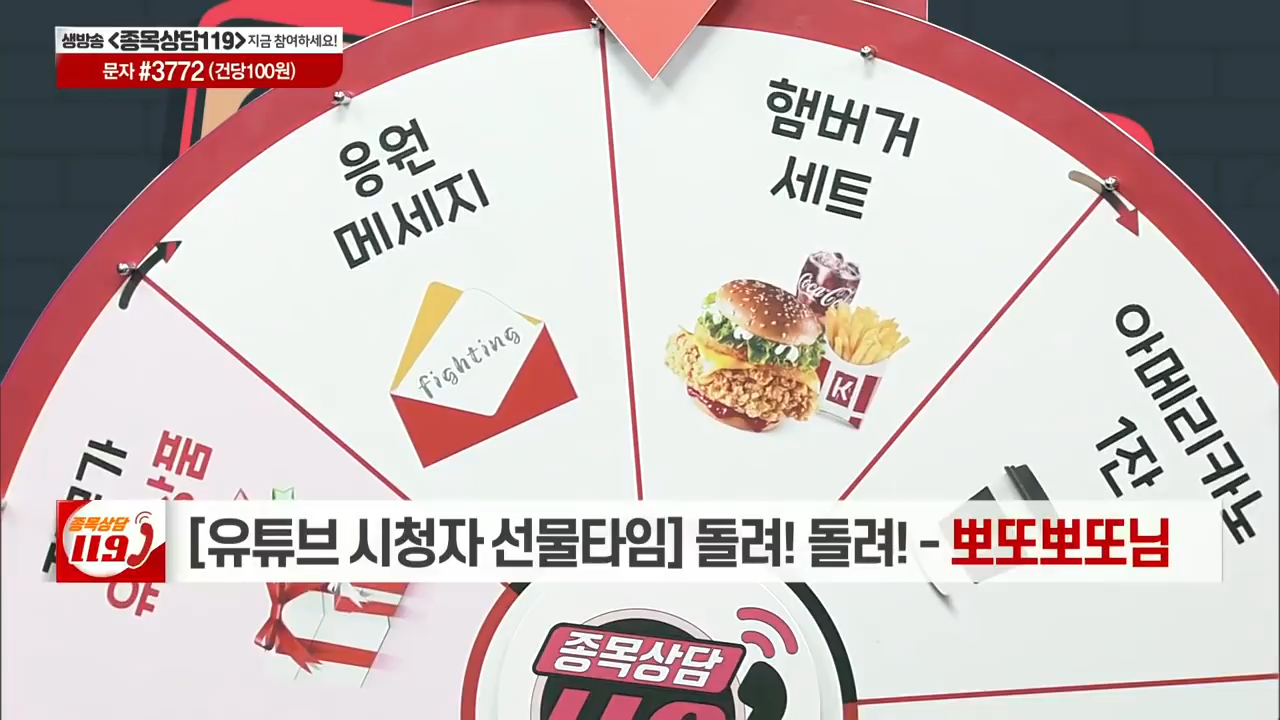 생방송 <종목상담119> 지금 참여하세요!
문자 #3772 (건당100원)
응원
메세지
fighting
햄버거
세트
Coca-Cola
K
아메리카노
1잔
종목상담
119
[유튜브 시청자 선물타임] 돌려! 돌려! - 뽀또뽀또님
종목상담
119